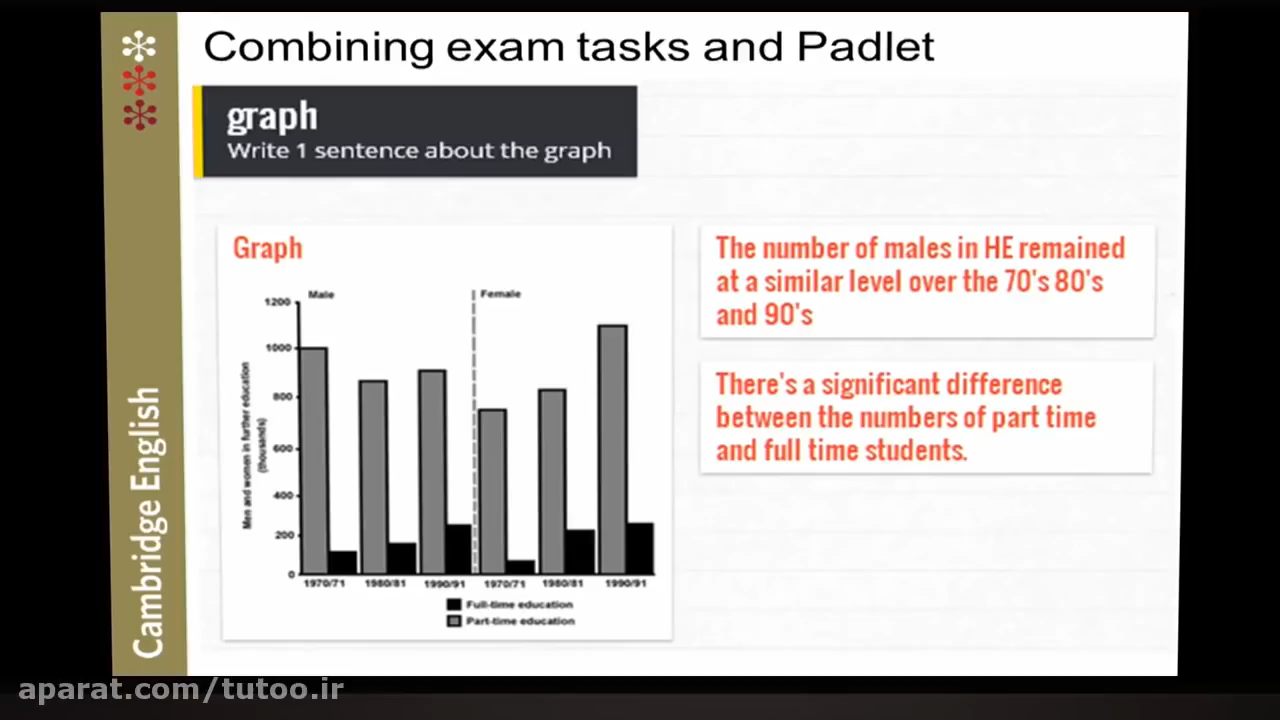 Combining exam tasks and Padlet
graph
Write 1 sentence about the graph
Cambridge English
Graph
Male
Female
Men and women in further education
(thousands)
1200
1000
800
600
400
200
0
1970/71 1980/81 1990/91 1970/71 1980/81 1990/91
Full-time education
Part-time education
The number of males in HE remained
at a similar level over the 70's 80's
and 90's
There's a significant difference
between the numbers of part time
and full time students.
aparat.com/tutoo.ir